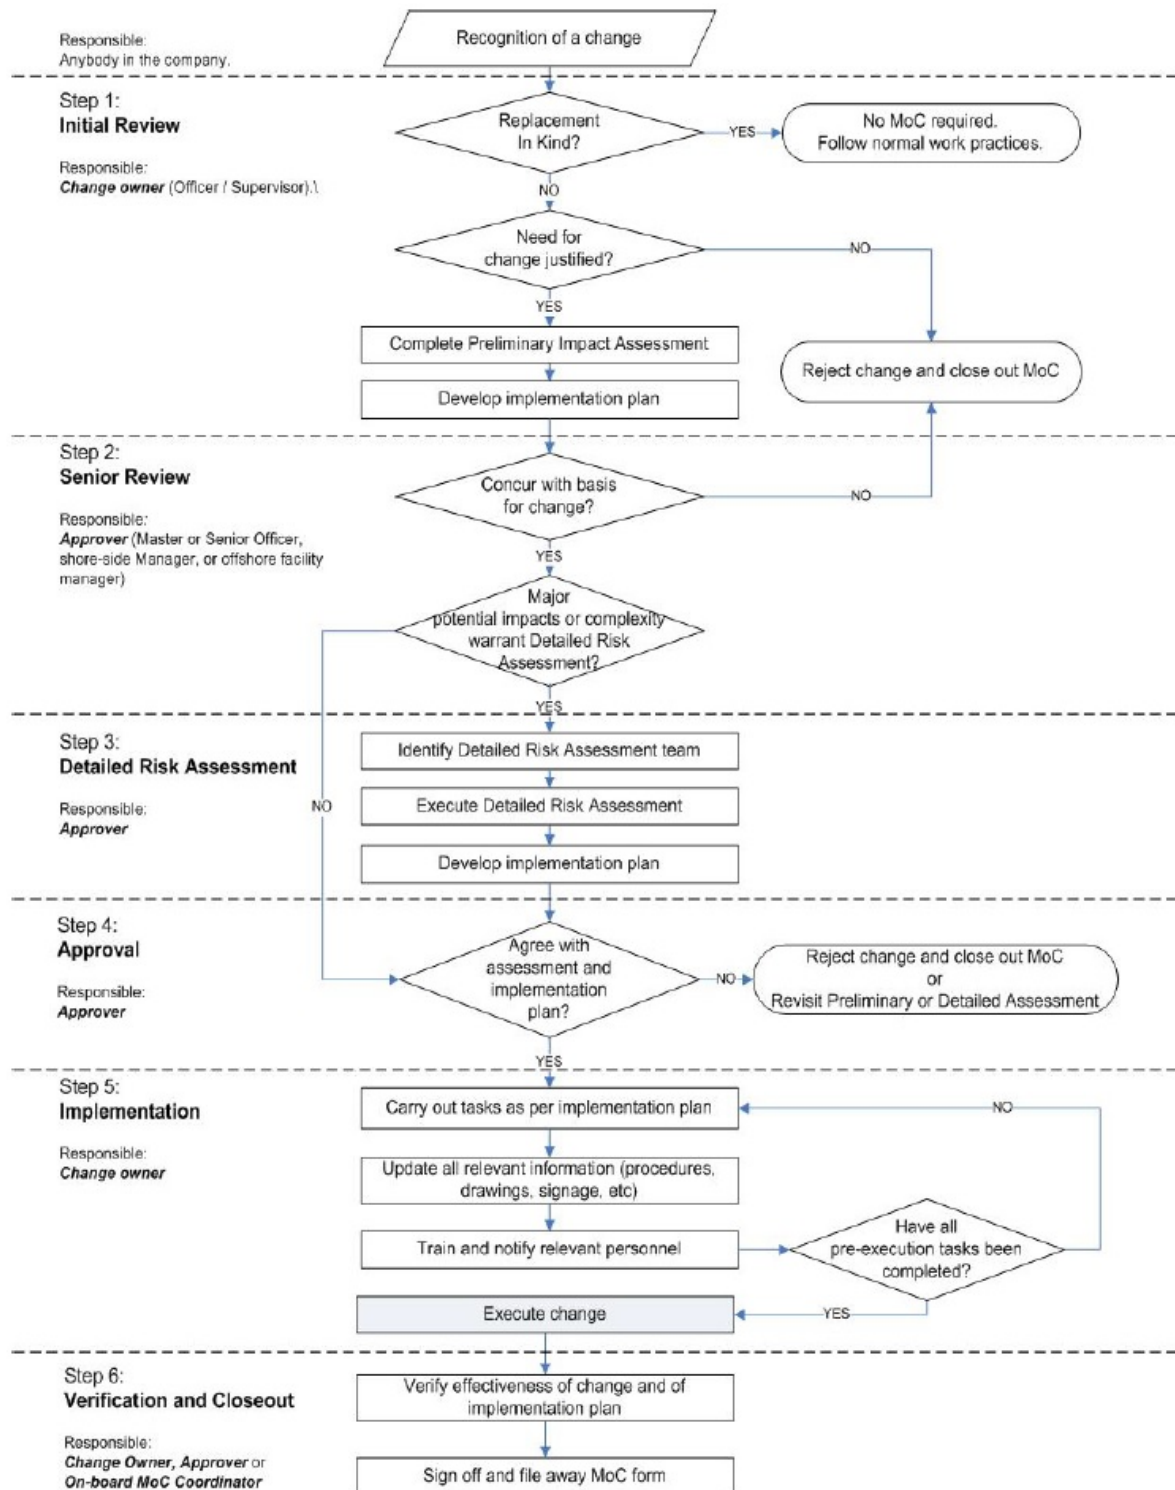 Responsible:
Anybody in the company.
Recognition of a change
Step 1:
Initial Review
Responsible:
Change owner (Officer / Supervisor).\
Replacement
In Kind?
YES
No MoC required.
Follow normal work practices.
NO
Need for
change justified?
NO
YES
Complete Preliminary Impact Assessment
Develop implementation plan
Reject change and close out MoC
Step 2:
Senior Review
Responsible:
Approver (Master or Senior Officer,
shore-side Manager, or offshore facility
manager)
Concur with basis
for change?
NO
YES
Major
potential impacts or complexity
warrant Detailed Risk
Assessment?
YES
NO
Step 3:
Detailed Risk Assessment
Responsible:
Approver
Identify Detailed Risk Assessment team
Execute Detailed Risk Assessment
Develop implementation plan
Step 4:
Approval
Responsible:
Approver
Agree with
assessment and
implementation
plan?
NO
Reject change and close out MoC
or
Revisit Preliminary or Detailed Assessment
YES
Step 5:
Implementation
Responsible:
Change owner
Carry out tasks as per implementation plan
NO
Update all relevant information (procedures,
drawings, signage, etc)
Train and notify relevant personnel
Have all
pre-execution tasks been
completed?
YES
Execute change
Step 6:
Verification and Closeout
Responsible:
Change Owner, Approver or
On-board MoC Coordinator
Verify effectiveness of change and of
implementation plan
Sign off and file away MoC form